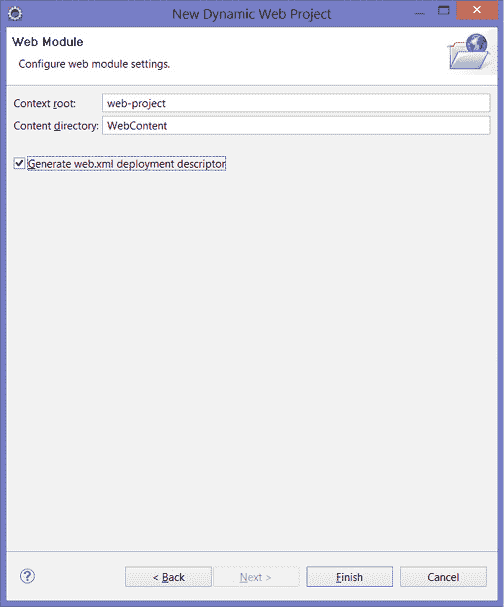 New Dynamic Web Project
Web Module
Configure web module settings.
Context root: web-project
Content directory: WebContent
Generate web.xml deployment descriptor
? < Back Next > Finish Cancel